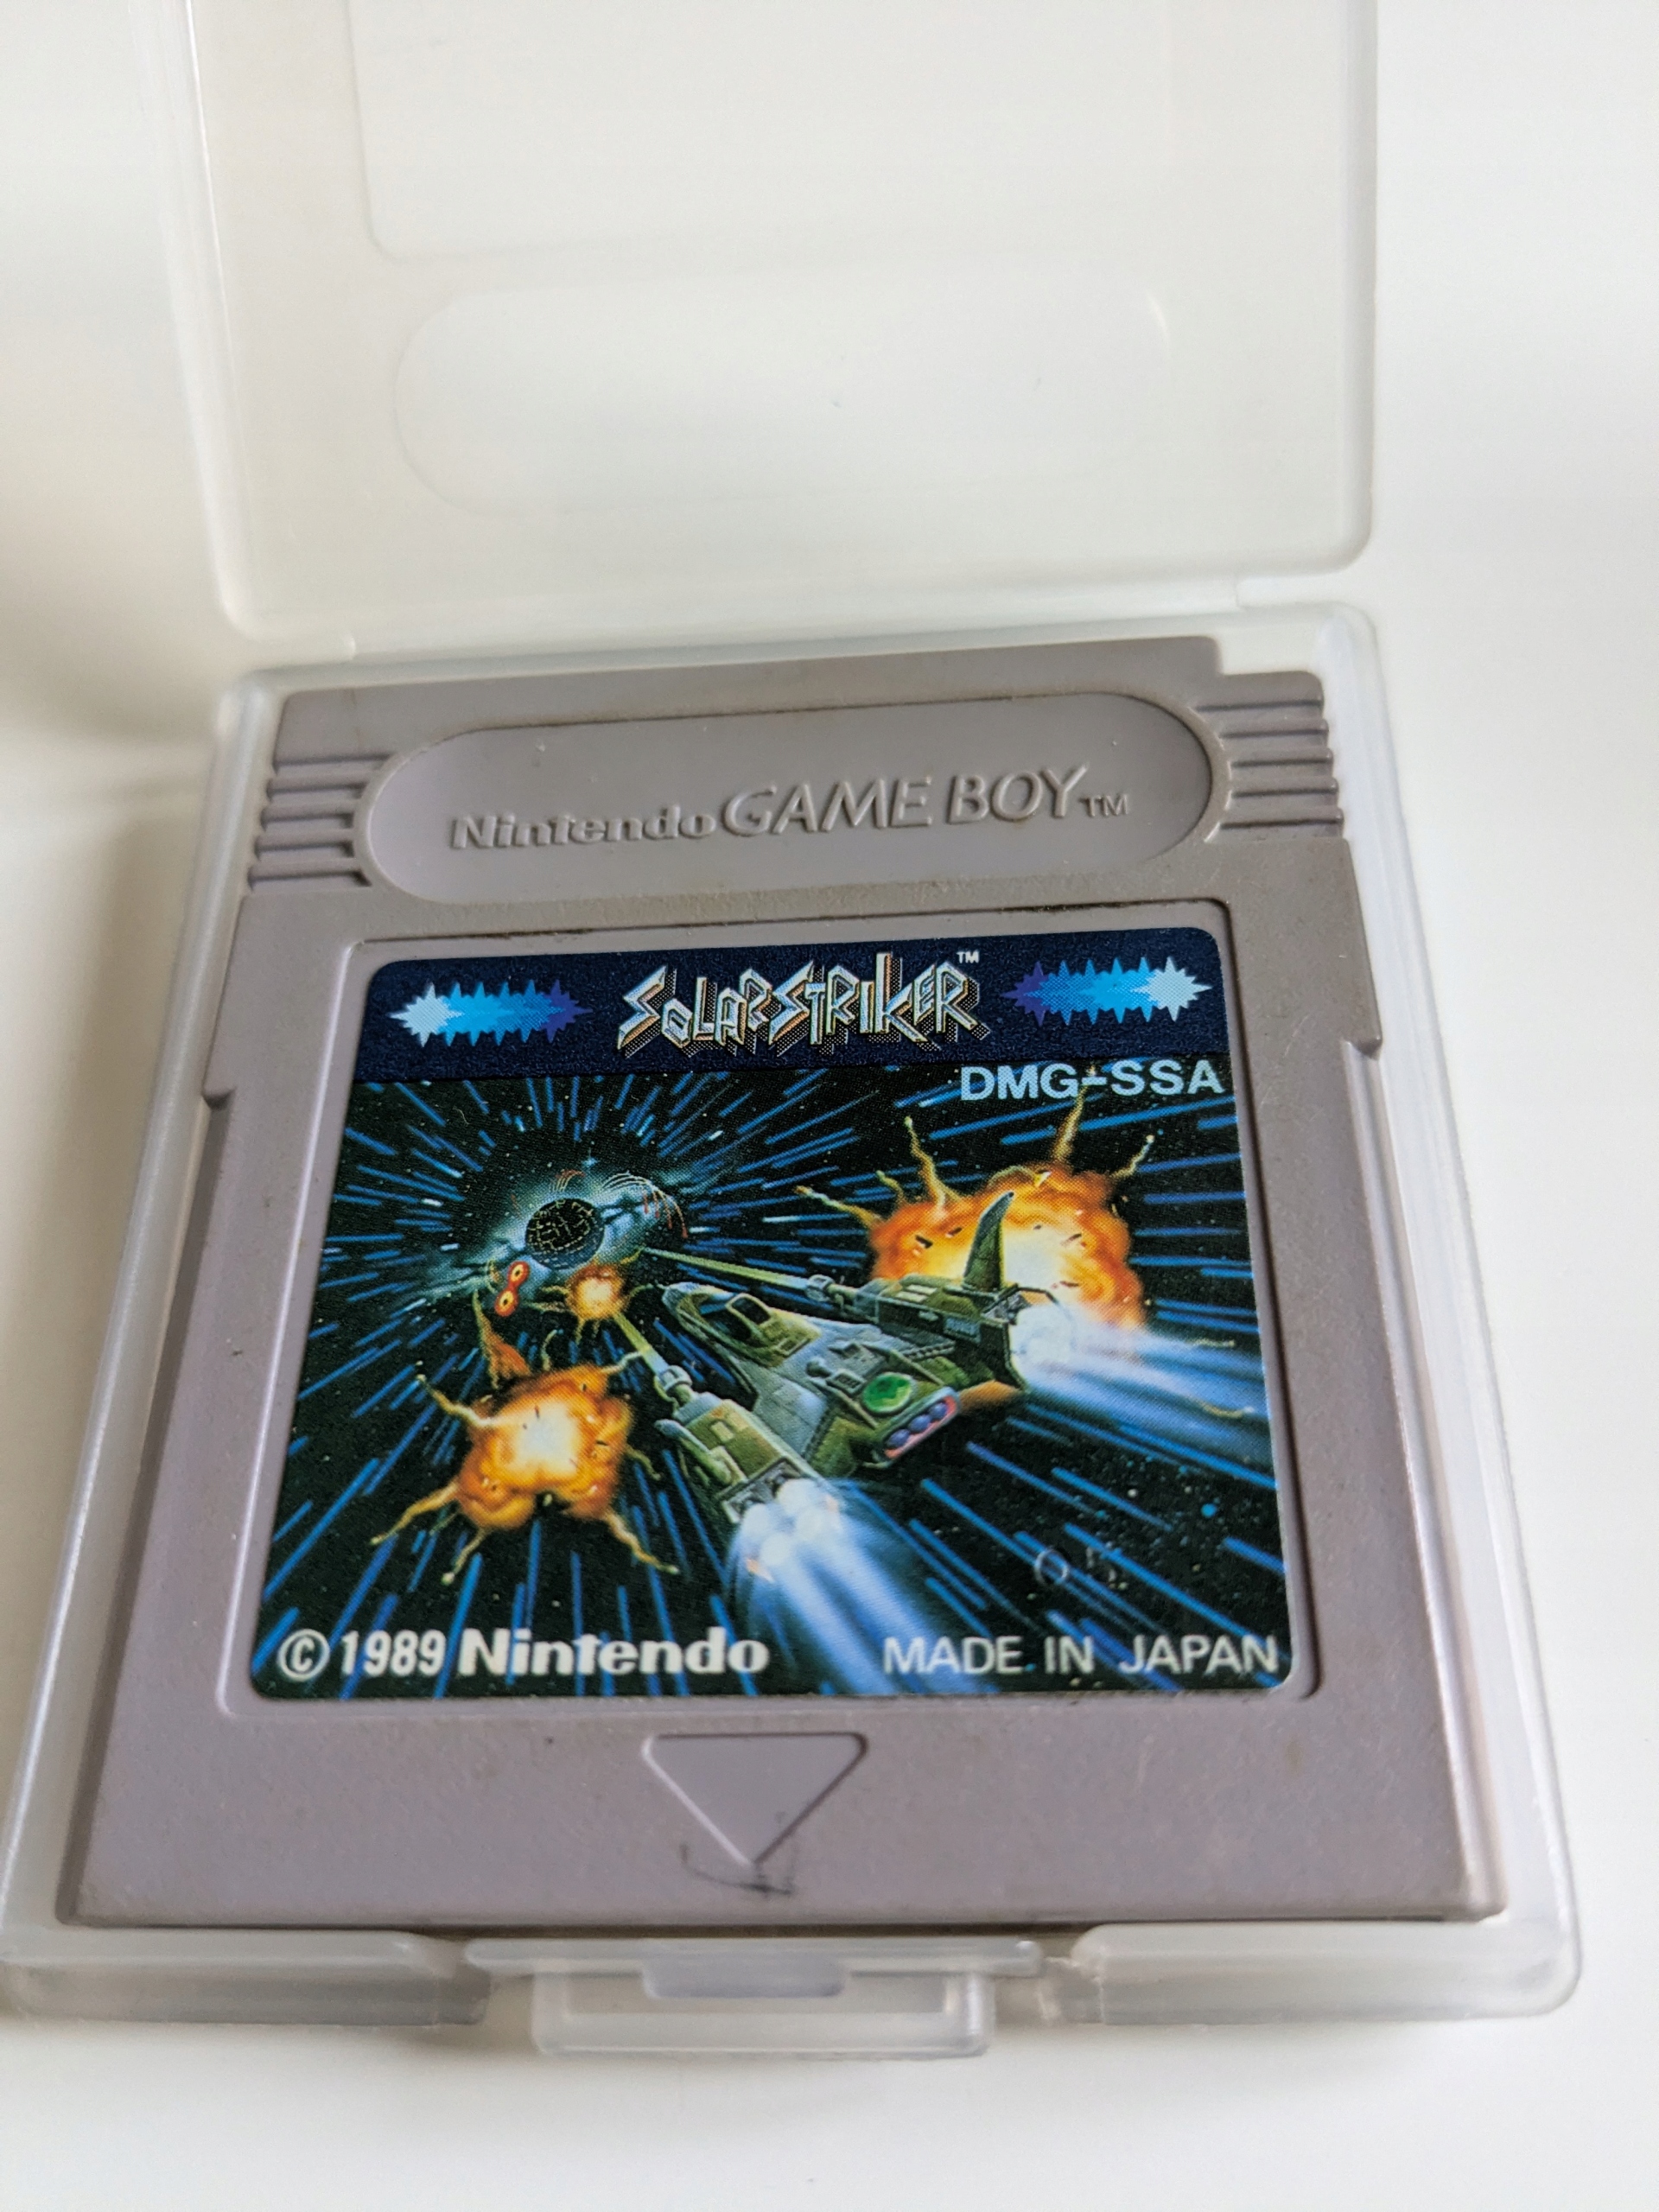 Nintendo GAME BOY™
SOLARSTRIKER™
DMG-SSA
© 1989 Nintendo
MADE IN JAPAN